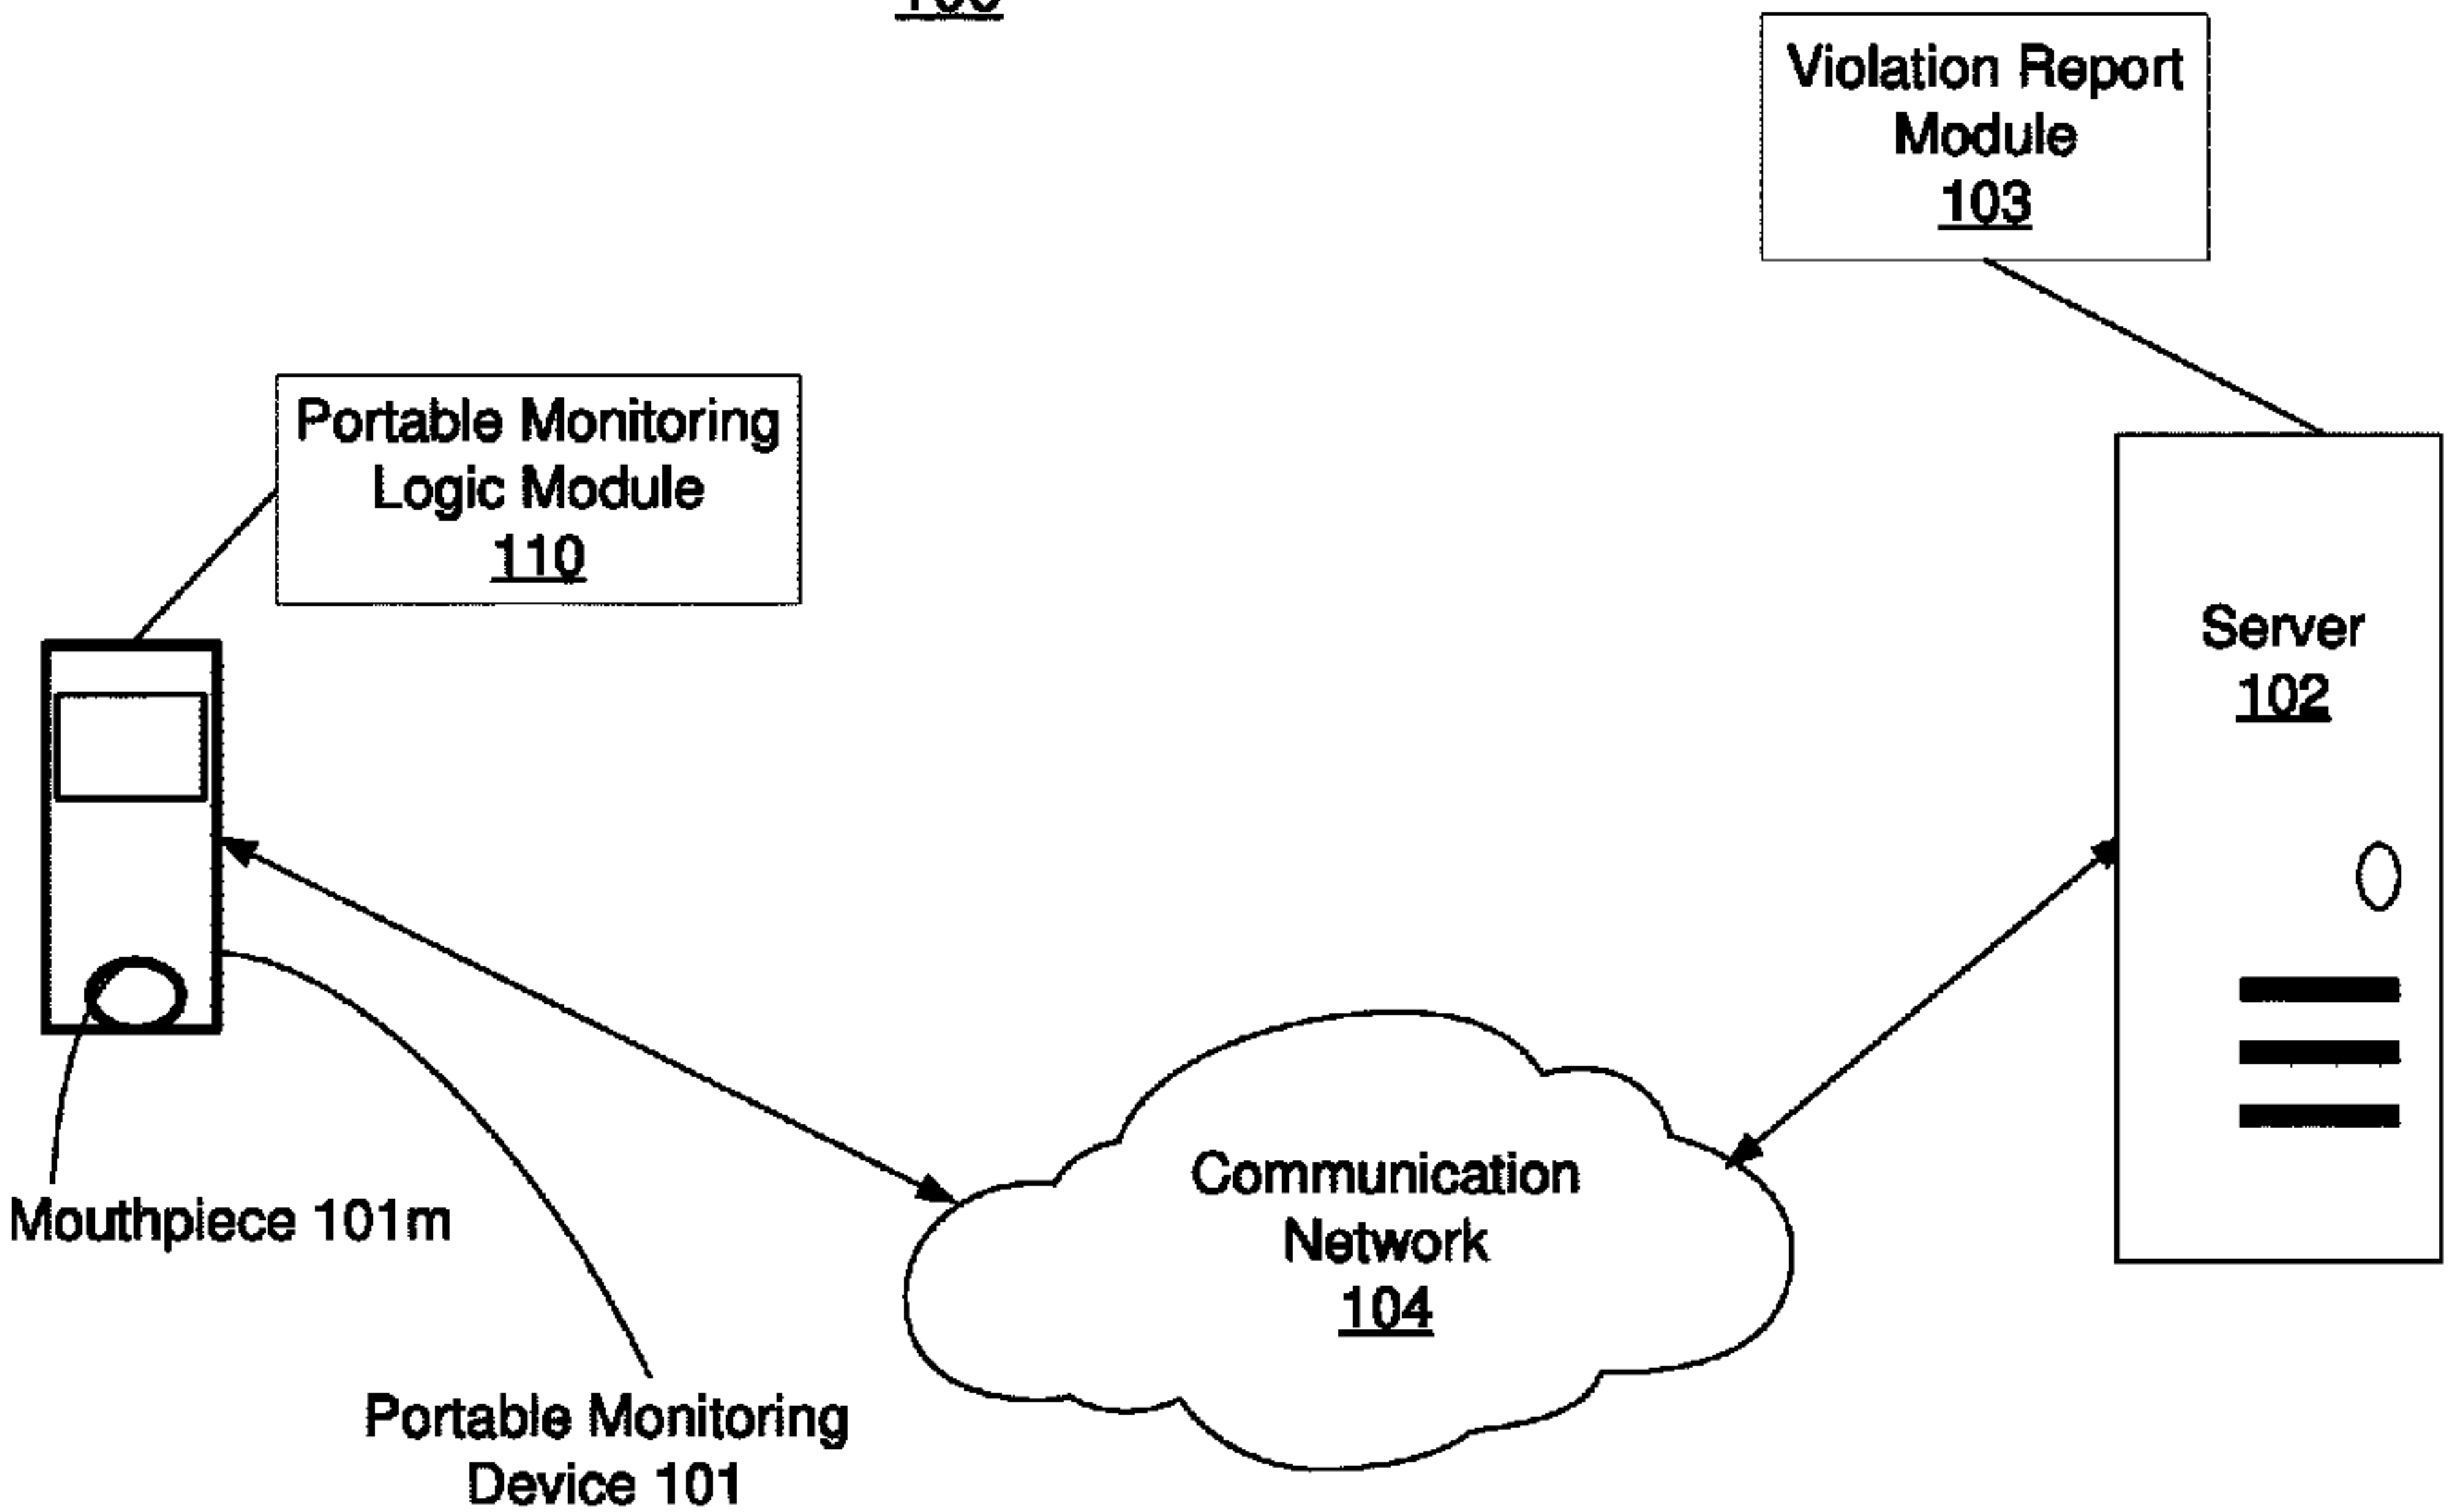 Violation Report
Module
103
Portable Monitoring
Logic Module
110
Server
102
Mouthpiece 101m
Communication
Network
104
Portable Monitoring
Device 101